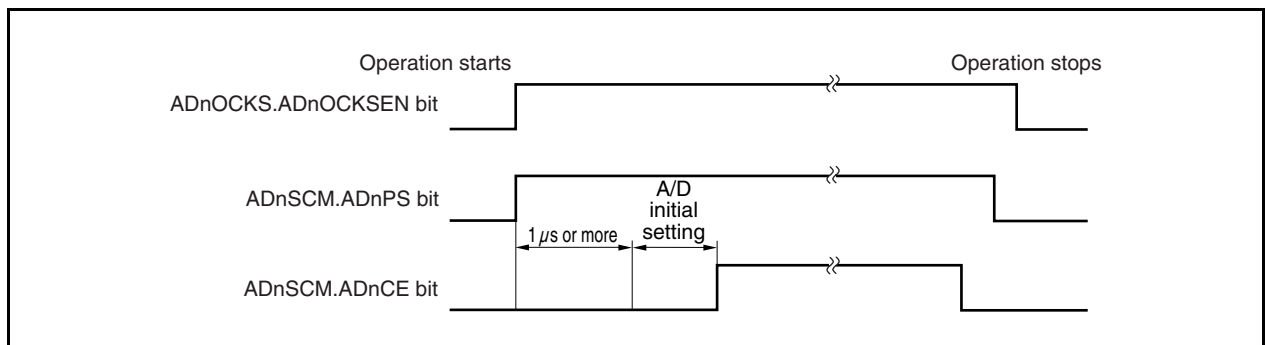 Operation starts
Operation stops
ADnOCKS.ADnOCKSEN bit
ADnSCM.ADnPS bit
A/D
initial
setting
1 µs or more
ADnSCM.ADnCE bit